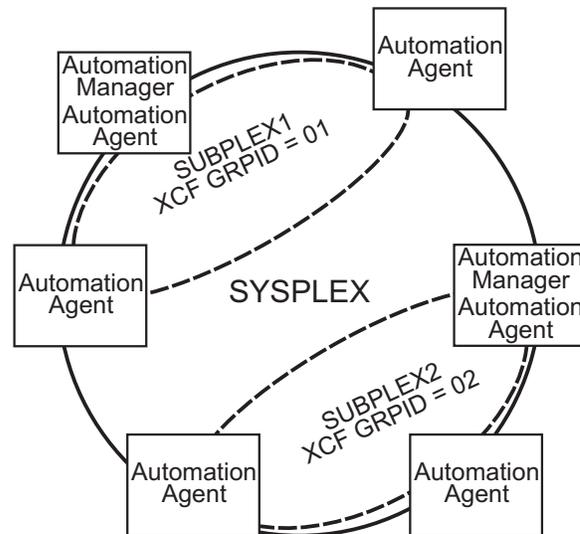 Automation
Agent
Automation
Manager
Automation
Agent
SUBPLEX1
XCF GRPID = 01
Automation
Agent
SYSPLEX
Automation
Manager
Automation
Agent
SUBPLEX2
XCF GRPID = 02
Automation
Agent
Automation
Agent